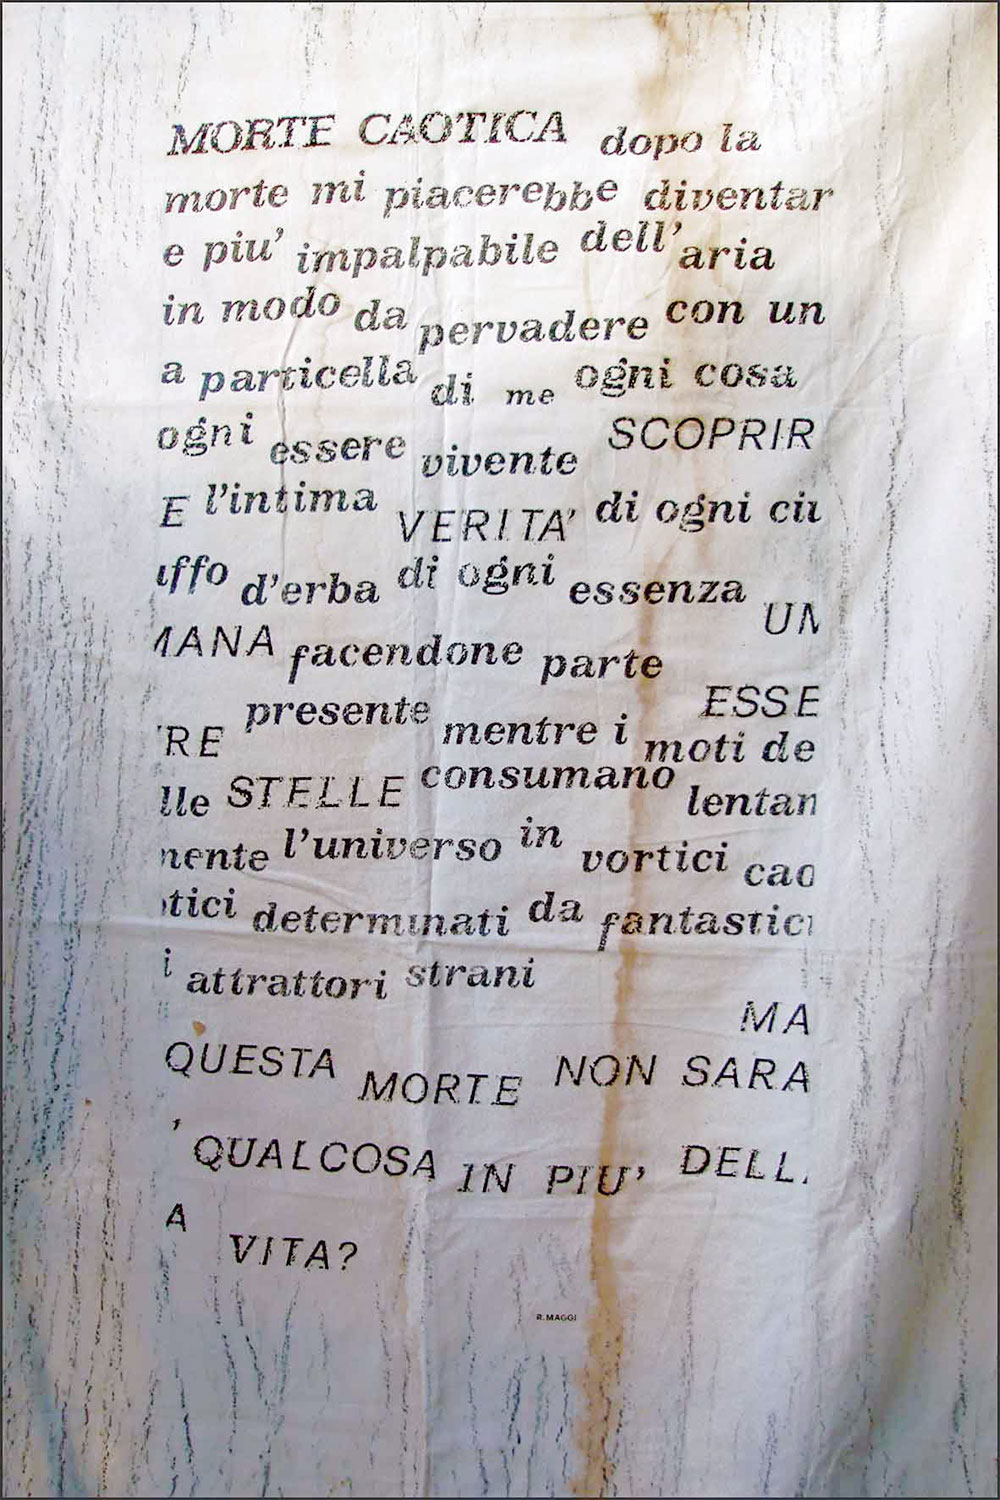 MORTE CAOTICA dopo la
morte mi piacerebbe diventar
e piu' impalpabile dell'aria
in modo da pervadere con un
a particella di me ogni cosa
ogni essere vivente SCOPRIR
E l'intima VERITA' di ogni ciu
uffo d'erba di ogni essenza UM
MANA facendone parte
presente mentre i ESSE
RE moti de
lle STELLE consumano lentam
mente l'universo in vortici cao
otici determinati da fantastici
i attrattori strani
MA
QUESTA MORTE NON SARA
' QUALCOSA IN PIU' DELL
A VITA?
R. MAGGI